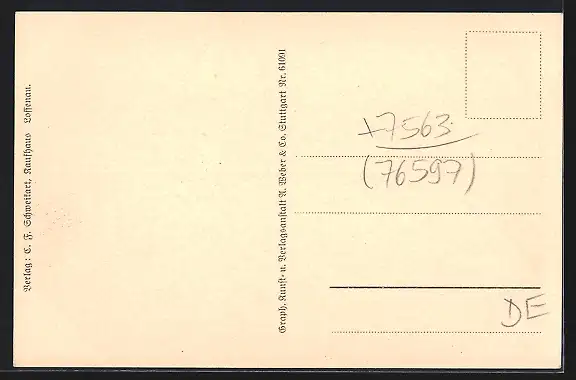 Verlag: C. F. Schweikart, Kaufhaus Loffenau.
Graph. Kunst- u. Verlagsanstalt A. Weber & Co. Stuttgart Nr. 61091
+7563
(76597)
DE